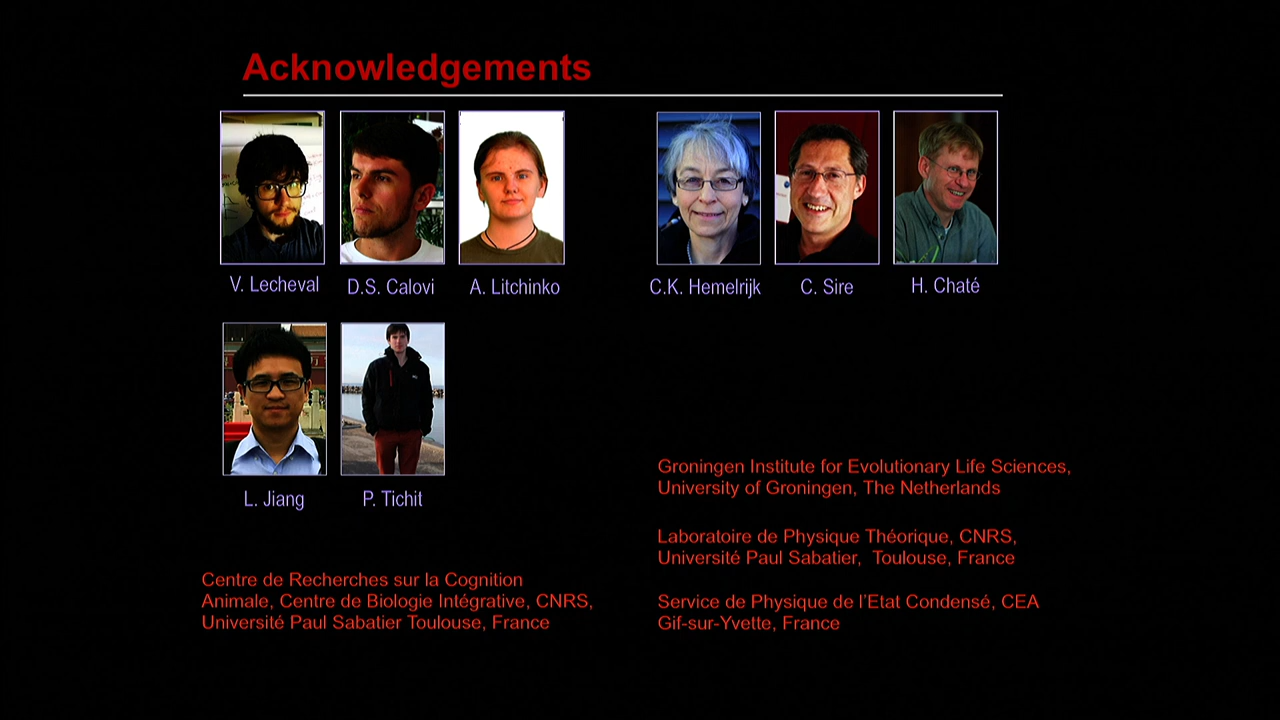 Acknowledgements
V. Lecheval
D.S. Calovi
A. Litchinko
C.K. Hemelrijk
C. Sire
H. Chaté
L. Jiang
P. Tichit
Centre de Recherches sur la Cognition
Animale, Centre de Biologie Intégrative, CNRS,
Université Paul Sabatier Toulouse, France
Groningen Institute for Evolutionary Life Sciences,
University of Groningen, The Netherlands
Laboratoire de Physique Théorique, CNRS,
Université Paul Sabatier, Toulouse, France
Service de Physique de l'Etat Condensé, CEA
Gif-sur-Yvette, France